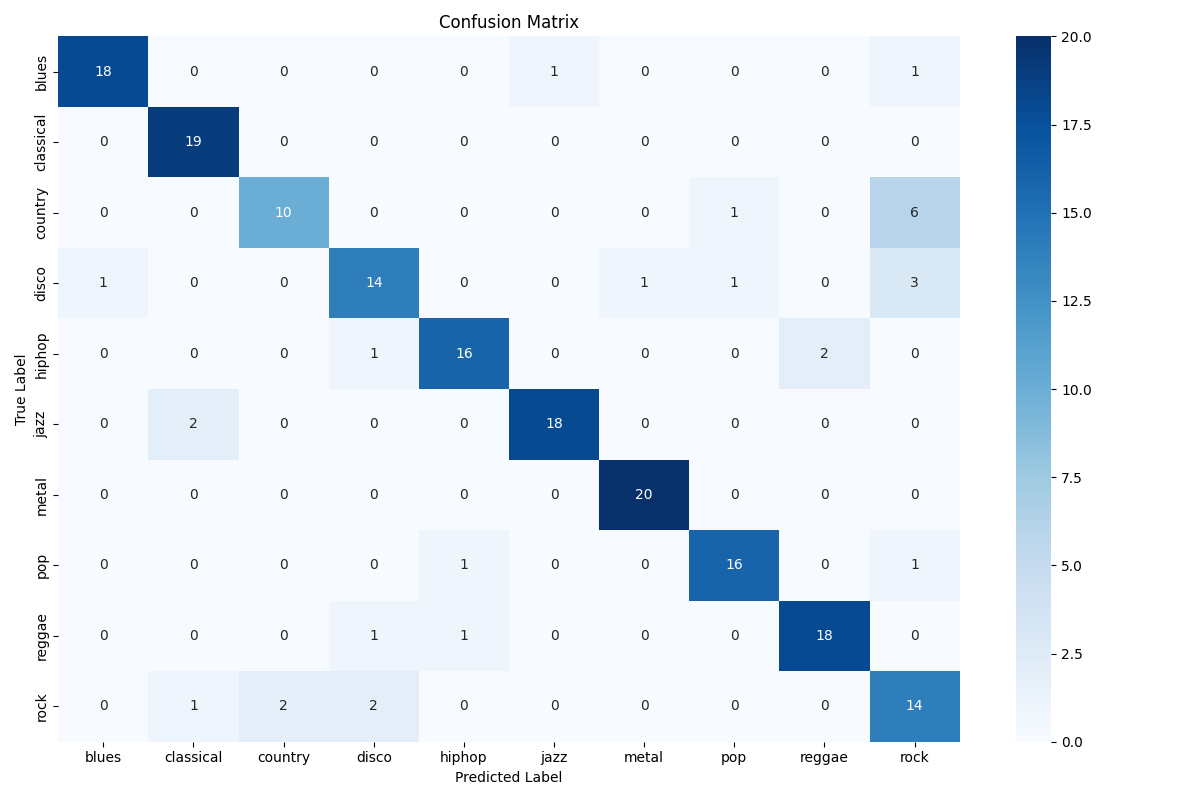 Confusion Matrix
True Label
blues 18 0 0 0 0 1 0 0 0 1
classical 0 19 0 0 0 0 0 0 0 0
country 0 0 10 0 0 0 0 1 0 6
disco 1 0 0 14 0 0 1 1 0 3
hiphop 0 0 0 1 16 0 0 0 2 0
jazz 0 2 0 0 0 18 0 0 0 0
metal 0 0 0 0 0 0 20 0 0 0
pop 0 0 0 0 1 0 0 16 0 1
reggae 0 0 0 1 1 0 0 0 18 0
rock 0 1 2 2 0 0 0 0 0 14
blues classical country disco hiphop jazz metal pop reggae rock
Predicted Label
20.0
17.5
15.0
12.5
10.0
7.5
5.0
2.5
0.0